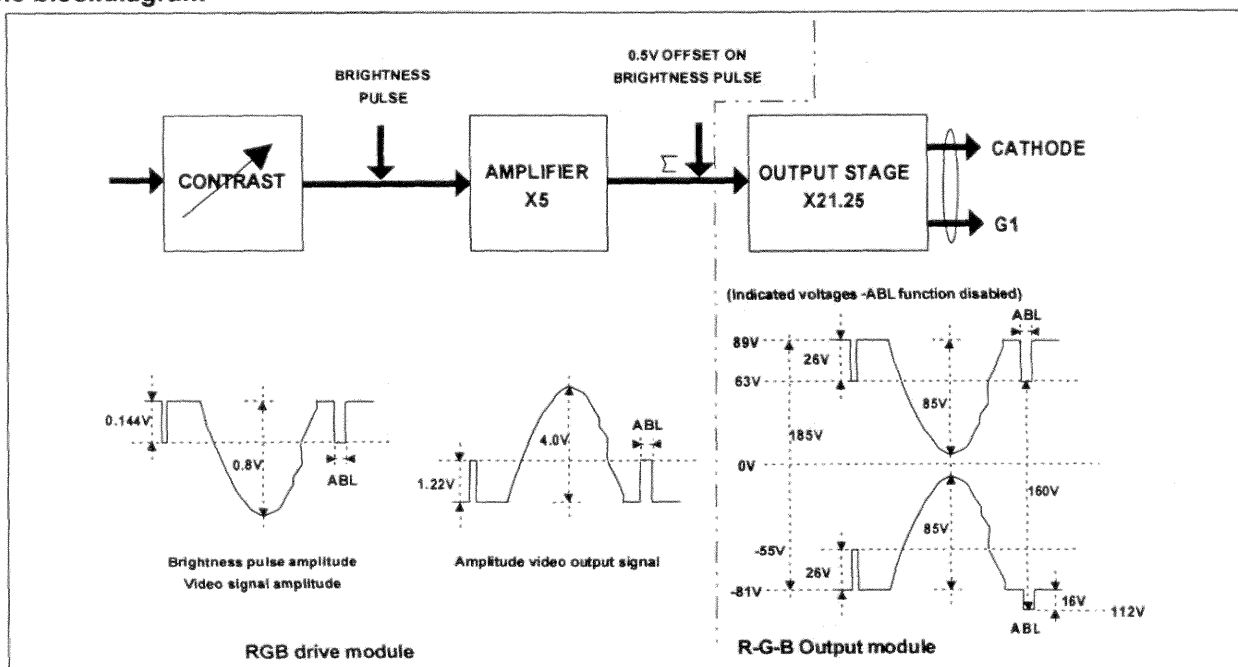 BRIGHTNESS
PULSE
0.5V OFFSET ON
BRIGHTNESS PULSE
CONTRAST
AMPLIFIER
X5
Σ
OUTPUT STAGE
X21.25
CATHODE
G1
(Indicated voltages -ABL function disabled)
ABL
89V
26V
63V
85V
185V
0V
160V
0.144V
0.8V
ABL
4.0V
ABL
1.22V
85V
-55V
26V
-81V
16V
112V
ABL
Brightness pulse amplitude
Video signal amplitude
Amplitude video output signal
RGB drive module
R-G-B Output module